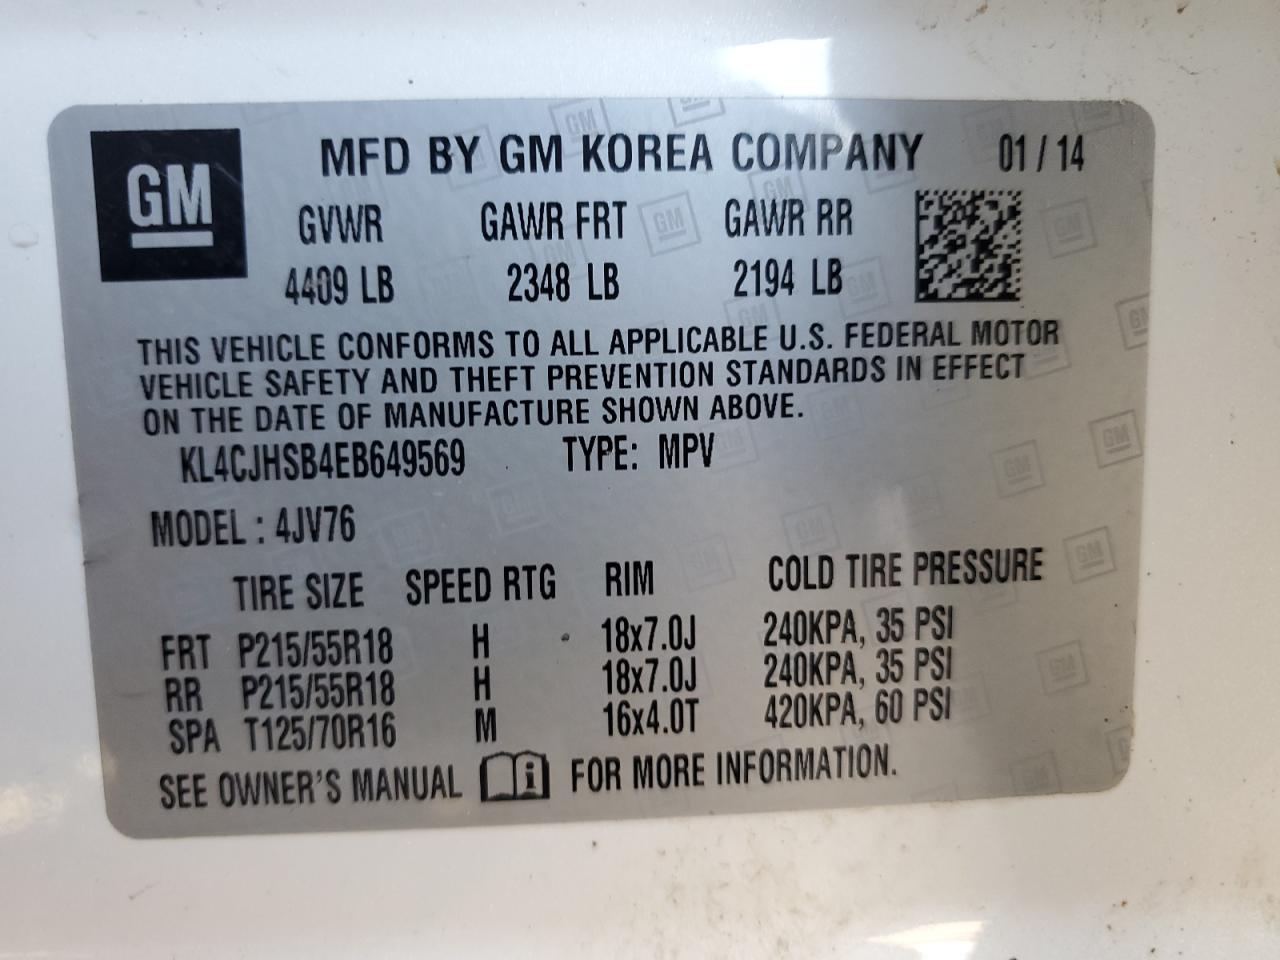 GM
MFD BY GM KOREA COMPANY 01 / 14
GVWR GAWR FRT GAWR RR
4409 LB 2348 LB 2194 LB
THIS VEHICLE CONFORMS TO ALL APPLICABLE U.S. FEDERAL MOTOR
VEHICLE SAFETY AND THEFT PREVENTION STANDARDS IN EFFECT
ON THE DATE OF MANUFACTURE SHOWN ABOVE.
KL4CJHSB4EB649569 TYPE: MPV
MODEL : 4JV76
TIRE SIZE SPEED RTG RIM COLD TIRE PRESSURE
FRT P215/55R18 H 18x7.0J 240KPA, 35 PSI
RR P215/55R18 H 18x7.0J 240KPA, 35 PSI
SPA T125/70R16 M 16x4.0T 420KPA, 60 PSI
SEE OWNER'S MANUAL i FOR MORE INFORMATION.